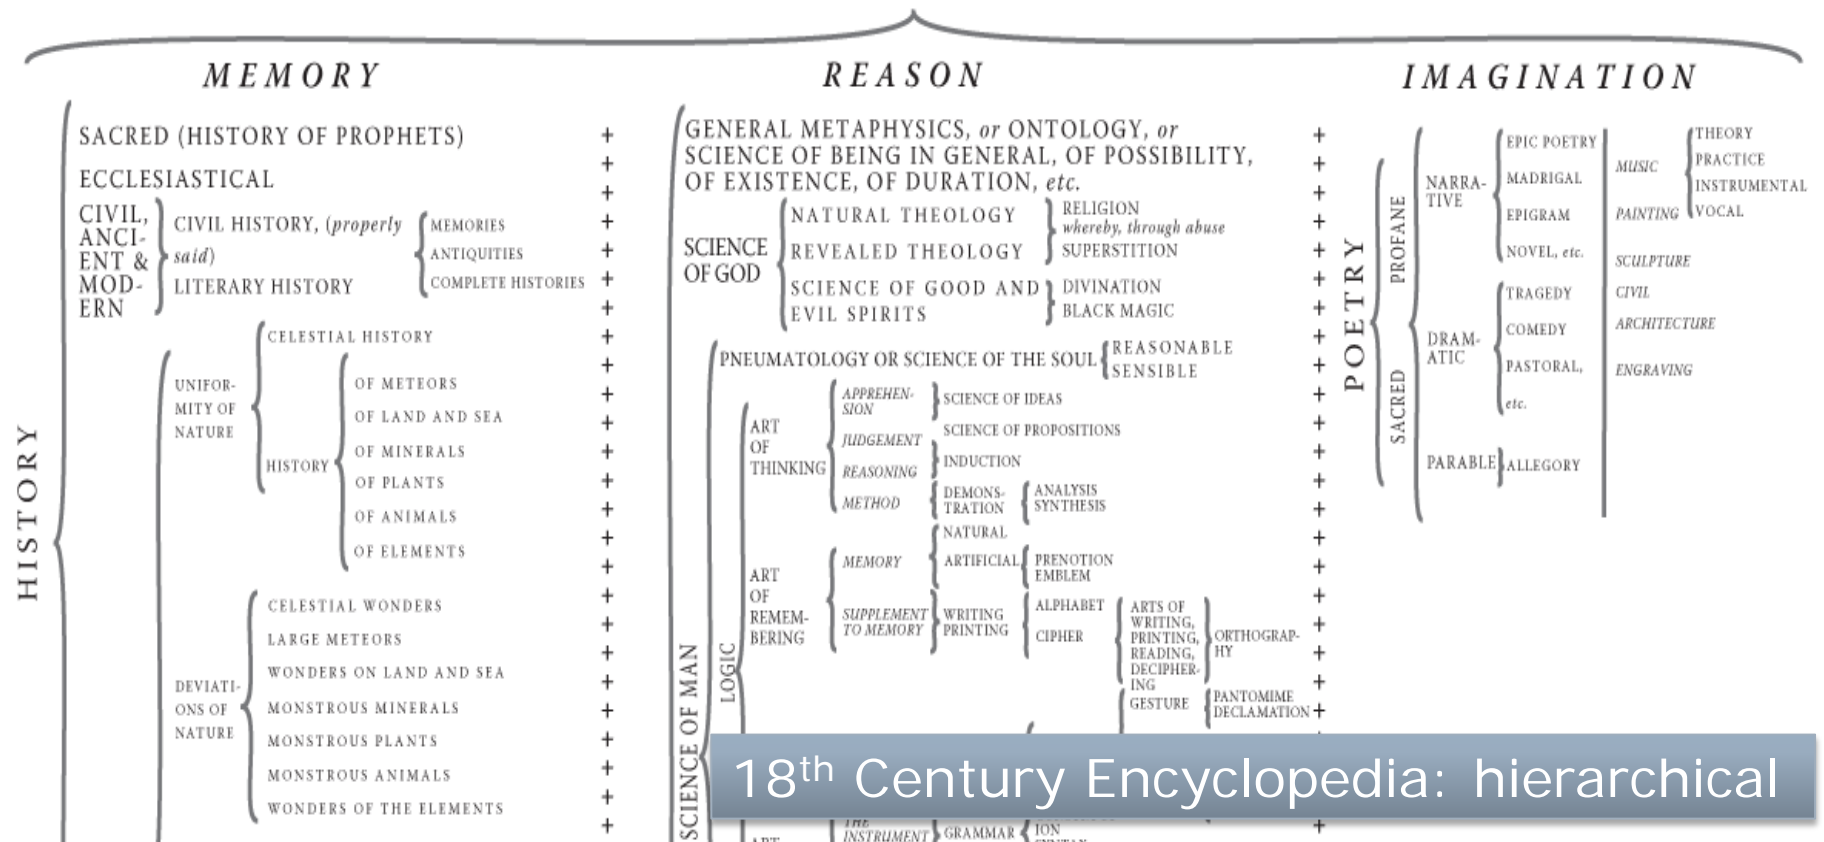 MEMORY
SACRED (HISTORY OF PROPHETS)
ECCLESIASTICAL
CIVIL,
ANCI-
ENT &
MOD-
ERN
CIVIL HISTORY, (properly
said)
LITERARY HISTORY
MEMORIES
ANTIQUITIES
COMPLETE HISTORIES
HISTORY
UNIFOR-
MITY OF
NATURE
CELESTIAL HISTORY
HISTORY
OF METEORS
OF LAND AND SEA
OF MINERALS
OF PLANTS
OF ANIMALS
OF ELEMENTS
DEVIATI-
ONS OF
NATURE
CELESTIAL WONDERS
LARGE METEORS
WONDERS ON LAND AND SEA
MONSTROUS MINERALS
MONSTROUS PLANTS
MONSTROUS ANIMALS
WONDERS OF THE ELEMENTS
REASON
GENERAL METAPHYSICS, or ONTOLOGY, or
SCIENCE OF BEING IN GENERAL, OF POSSIBILITY,
OF EXISTENCE, OF DURATION, etc.
SCIENCE
OF GOD
NATURAL THEOLOGY
REVEALED THEOLOGY
RELIGION
whereby, through abuse
SUPERSTITION
SCIENCE OF GOOD AND
EVIL SPIRITS
DIVINATION
BLACK MAGIC
SCIENCE OF MAN
PNEUMATOLOGY OR SCIENCE OF THE SOUL
REASONABLE
SENSIBLE
LOGIC
ART
OF
THINKING
APPREHEN-
SION
SCIENCE OF IDEAS
JUDGEMENT
SCIENCE OF PROPOSITIONS
REASONING
INDUCTION
METHOD
DEMONS-
TRATION
ANALYSIS
SYNTHESIS
ART
OF
REMEM-
BERING
MEMORY
NATURAL
ARTIFICIAL
PRENOTION
EMBLEM
SUPPLEMENT
TO MEMORY
WRITING
PRINTING
ALPHABET
CIPHER
ARTS OF
WRITING,
PRINTING,
READING,
DECIPHER-
ING
ORTHOGRAP-
HY
GESTURE
PANTOMIME
DECLAMATION
THE
INSTRUMENT
GRAMMAR
ION
IMAGINATION
POETRY
PROFANE
SACRED
NARRA-
TIVE
EPIC POETRY
MADRIGAL
EPIGRAM
NOVEL, etc.
DRAM-
ATIC
TRAGEDY
COMEDY
PASTORAL,
etc.
PARABLE
ALLEGORY
MUSIC
THEORY
PRACTICE
INSTRUMENTAL
VOCAL
PAINTING
SCULPTURE
CIVIL
ARCHITECTURE
ENGRAVING
18th Century Encyclopedia: hierarchical